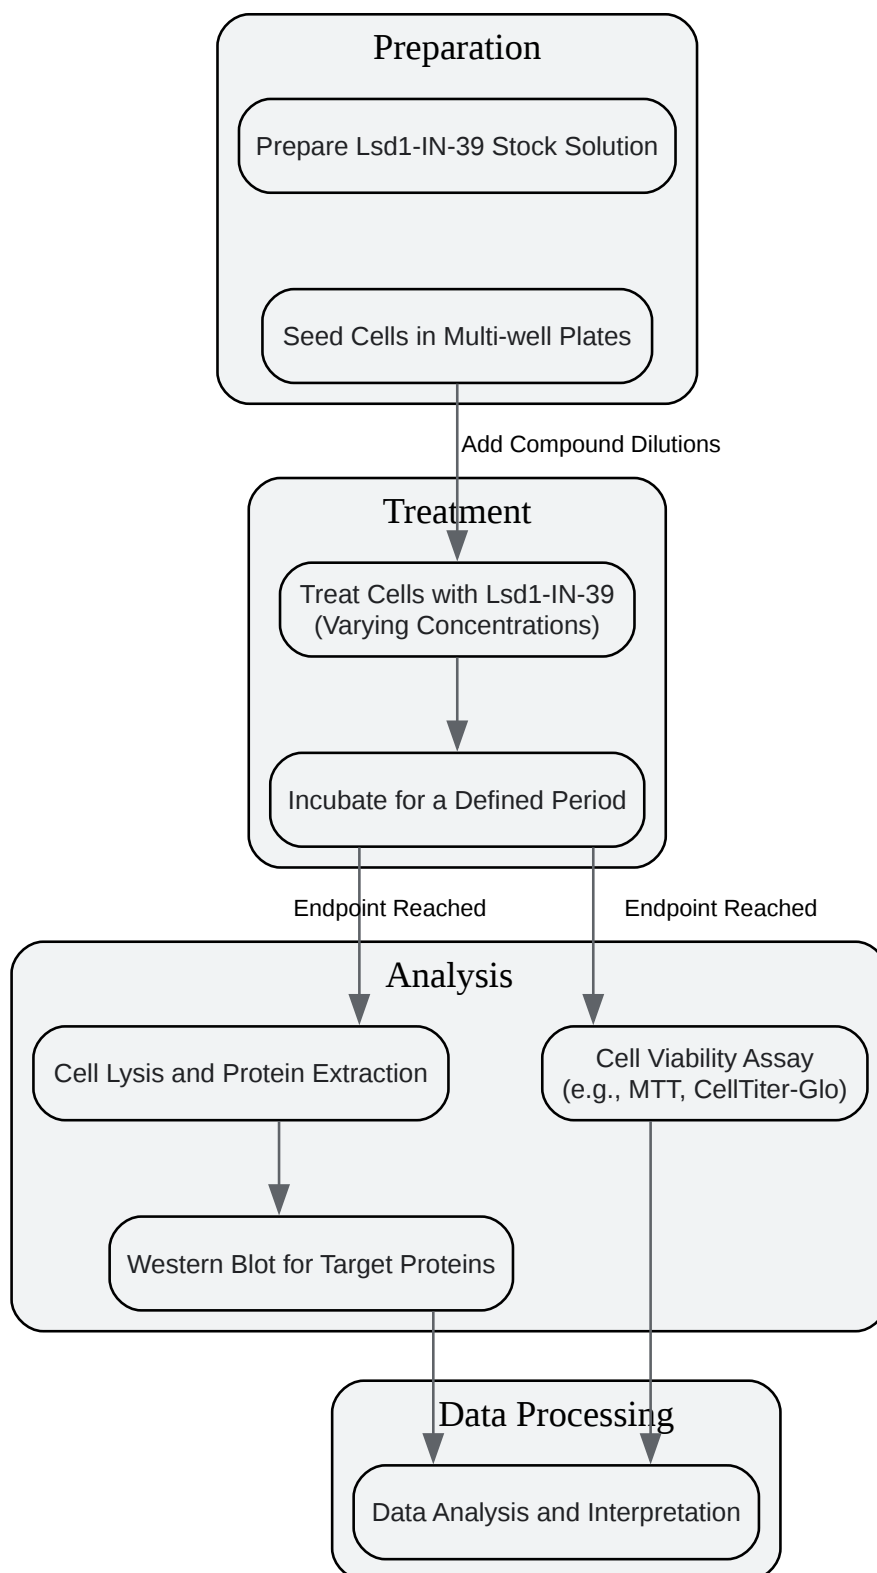 Preparation
Prepare Lsd1-IN-39 Stock Solution
Seed Cells in Multi-well Plates
Add Compound Dilutions
Treatment
Treat Cells with Lsd1-IN-39
(Varying Concentrations)
Incubate for a Defined Period
Endpoint Reached
Endpoint Reached
Analysis
Cell Lysis and Protein Extraction
Cell Viability Assay
(e.g., MTT, CellTiter-Glo)
Western Blot for Target Proteins
Data Processing
Data Analysis and Interpretation